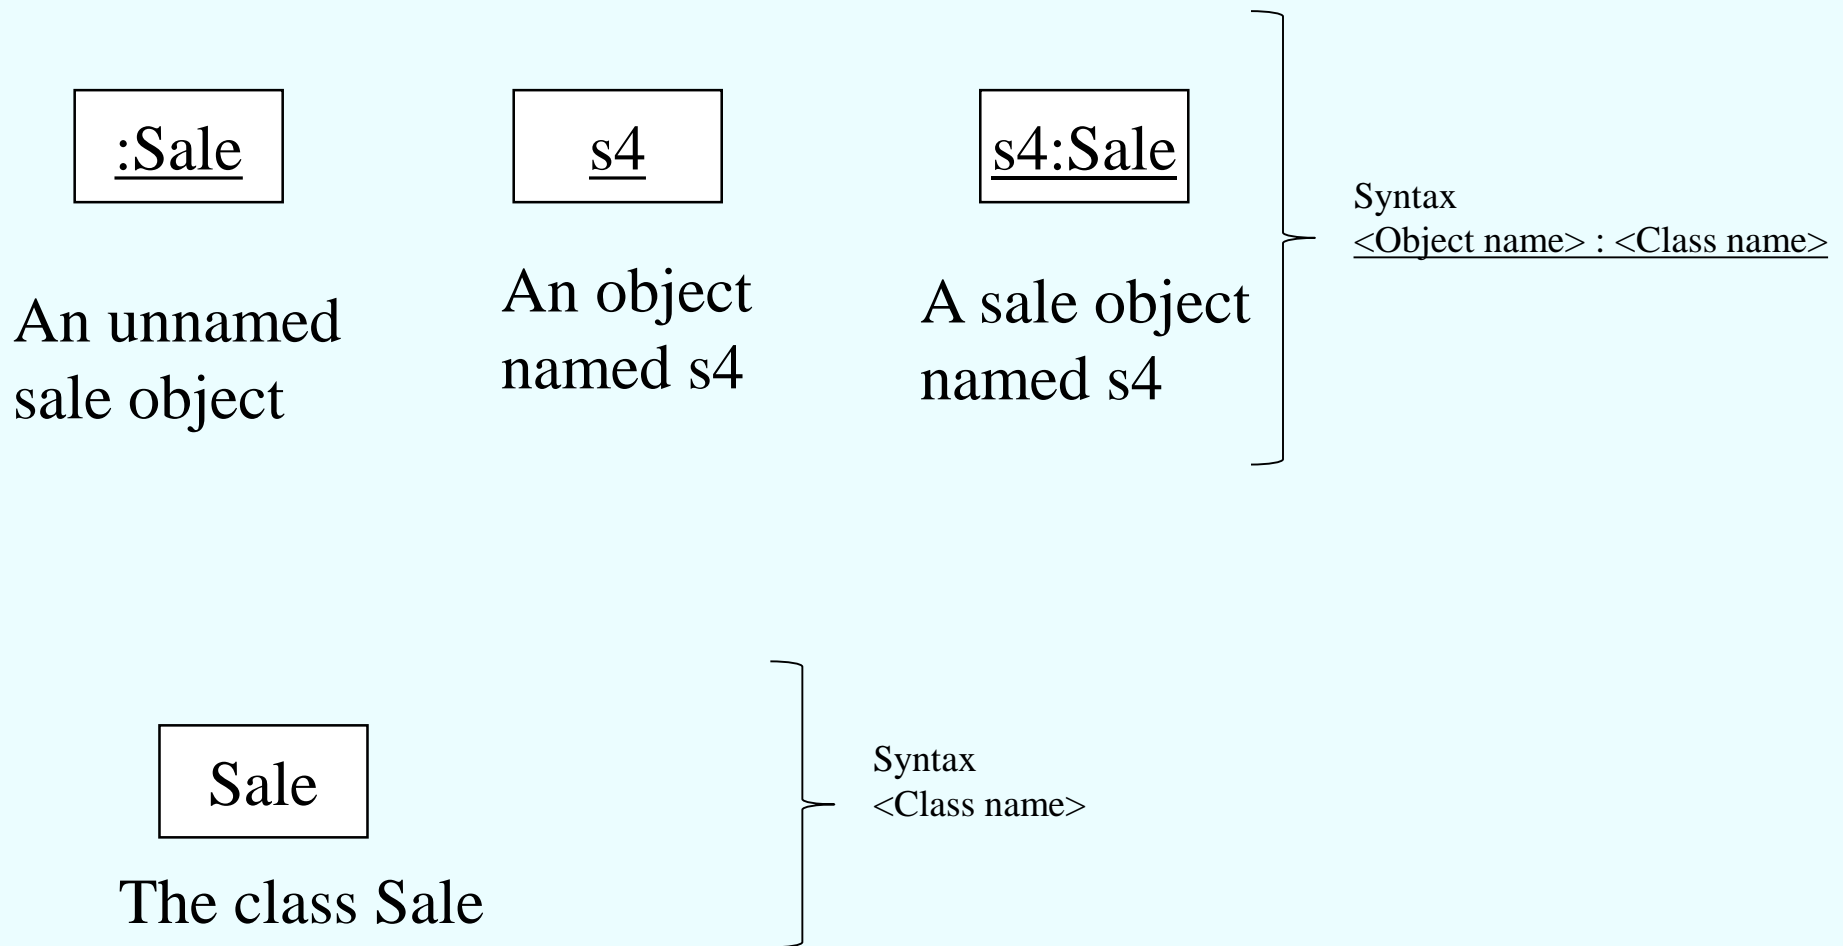 :Sale
An unnamed
sale object
s4
An object
named s4
s4:Sale
A sale object
named s4
Syntax
<Object name> : <Class name>
Sale
The class Sale
Syntax
<Class name>